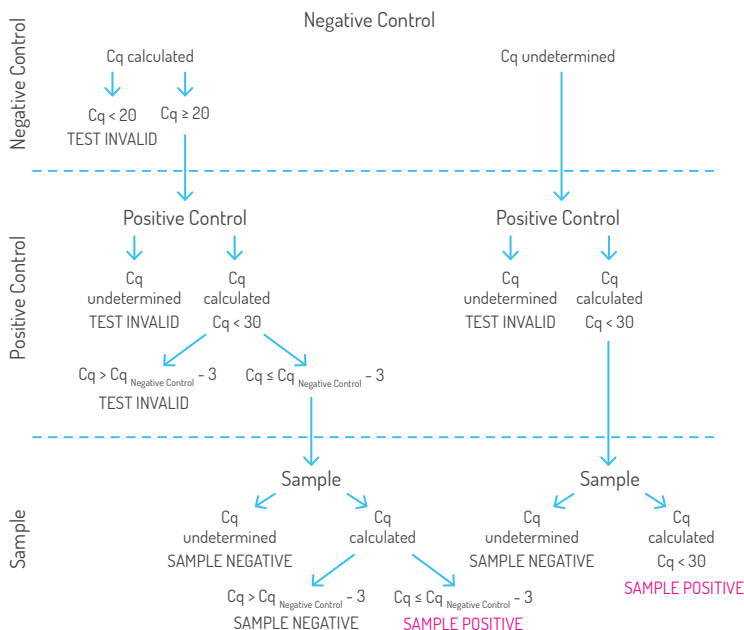 Negative Control
Negative Control
Cq calculated
Cq undetermined
Cq < 20
TEST INVALID
Cq ≥ 20
Positive Control
Positive Control
Positive Control
Cq
undetermined
TEST INVALID
Cq
calculated
Cq < 30
Cq
undetermined
TEST INVALID
Cq
calculated
Cq < 30
Cq > Cq Negative Control - 3
TEST INVALID
Cq ≤ Cq Negative Control - 3
Sample
Sample
Sample
Cq
undetermined
SAMPLE NEGATIVE
Cq
calculated
Cq
undetermined
SAMPLE NEGATIVE
Cq
calculated
Cq < 30
SAMPLE POSITIVE
Cq > Cq Negative Control - 3
SAMPLE NEGATIVE
Cq ≤ Cq Negative Control - 3
SAMPLE POSITIVE